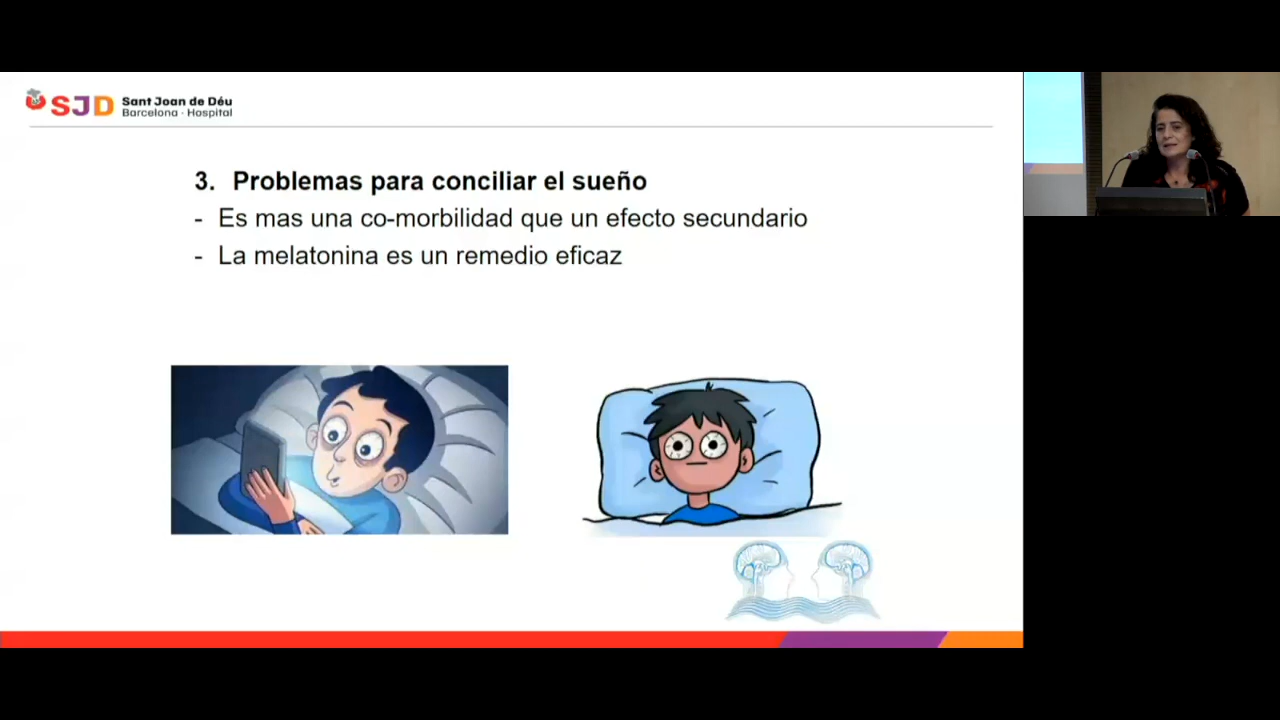 SJD Sant Joan de Déu
Barcelona · Hospital
3. Problemas para conciliar el sueño
- Es mas una co-morbilidad que un efecto secundario
- La melatonina es un remedio eficaz